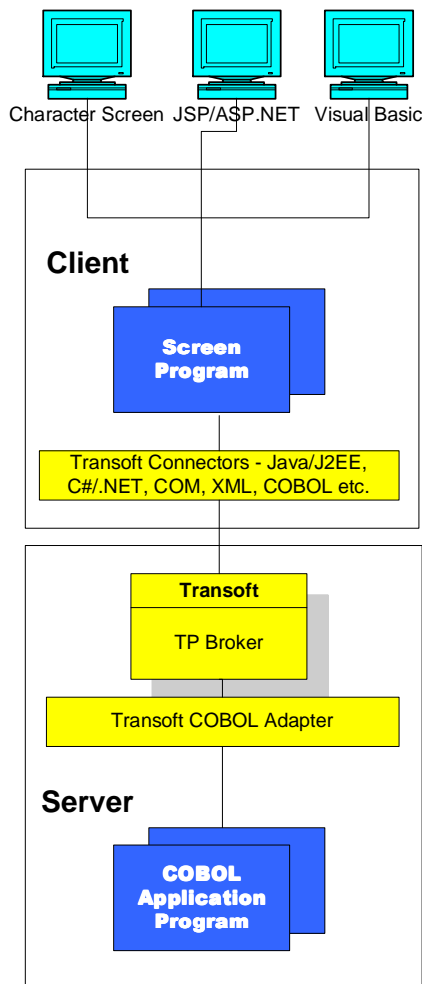 Character Screen JSP/ASP.NET Visual Basic
Client
Screen
Program
Transoft Connectors - Java/J2EE,
C#/.NET, COM, XML, COBOL etc.
Transoft
TP Broker
Transoft COBOL Adapter
Server
COBOL
Application
Program